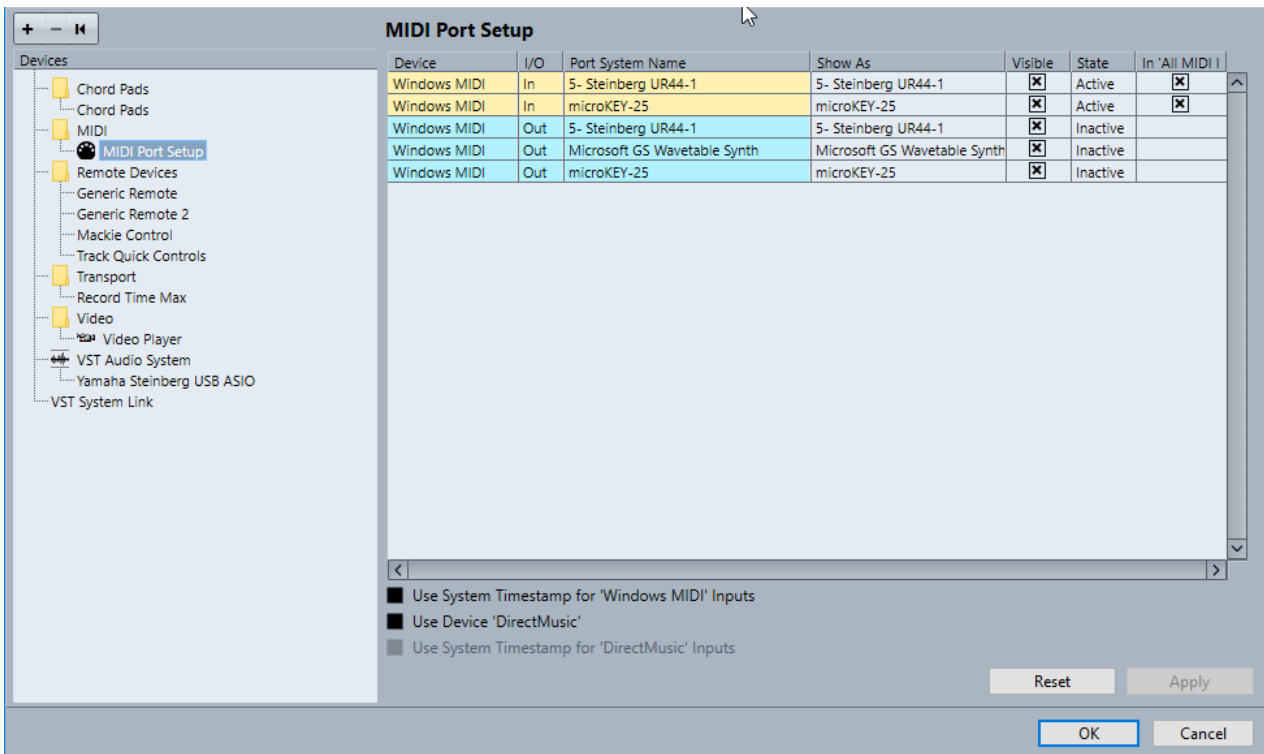 MIDI Port Setup
Devices
Chord Pads
Chord Pads
MIDI
MIDI Port Setup
Remote Devices
Generic Remote
Generic Remote 2
Mackie Control
Track Quick Controls
Transport
Record Time Max
Video
Video Player
VST Audio System
Yamaha Steinberg USB ASIO
VST System Link
Device I/O Port System Name Show As Visible State In 'All MIDI I
Windows MIDI In 5- Steinberg UR44-1 5- Steinberg UR44-1 Active
Windows MIDI In microKEY-25 microKEY-25 Active
Windows MIDI Out 5- Steinberg UR44-1 5- Steinberg UR44-1 Inactive
Windows MIDI Out Microsoft GS Wavetable Synth Microsoft GS Wavetable Synth Inactive
Windows MIDI Out microKEY-25 microKEY-25 Inactive
Use System Timestamp for 'Windows MIDI' Inputs
Use Device 'DirectMusic'
Use System Timestamp for 'DirectMusic' Inputs
Reset Apply
OK Cancel